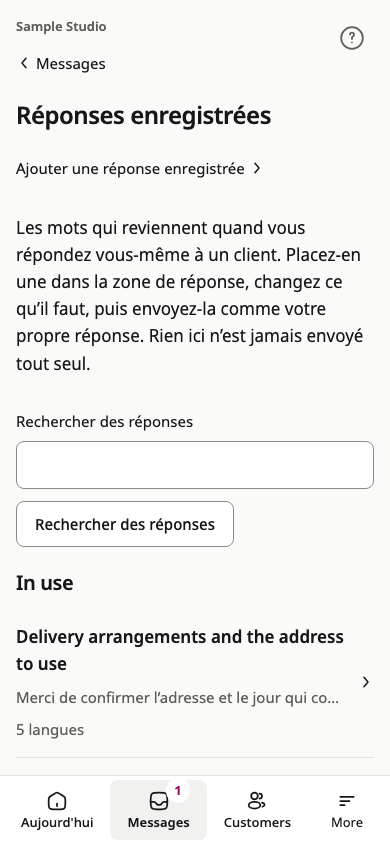 Sample Studio
Messages
Réponses enregistrées
Ajouter une réponse enregistrée
Les mots qui reviennent quand vous
répondez vous-même à un client. Placez-en
une dans la zone de réponse, changez ce
qu’il faut, puis envoyez-la comme votre
propre réponse. Rien ici n’est jamais envoyé
tout seul.
Rechercher des réponses
Rechercher des réponses
In use
Delivery arrangements and the address
to use
Merci de confirmer l’adresse et le jour qui co...
5 langues
1
Aujourd'hui
Messages
Customers
More